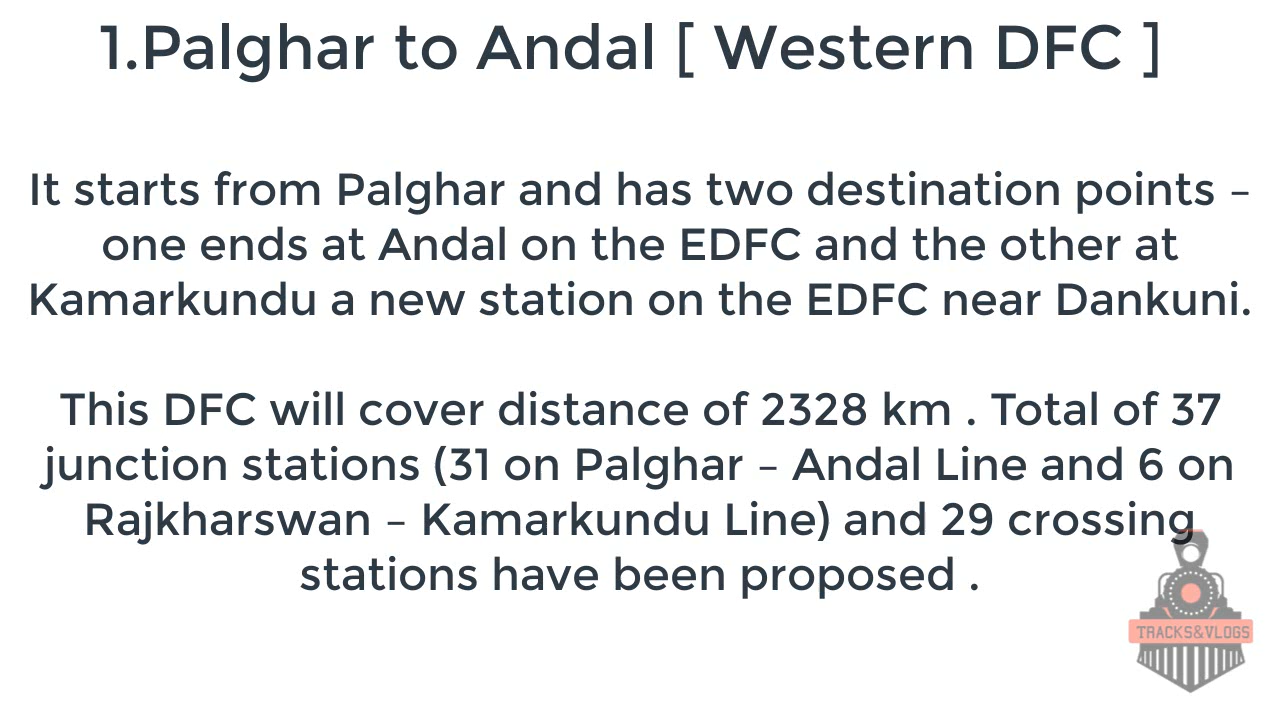 1.Palghar to Andal [ Western DFC ]
It starts from Palghar and has two destination points –
one ends at Andal on the EDFC and the other at
Kamarkundu a new station on the EDFC near Dankuni.
This DFC will cover distance of 2328 km . Total of 37
junction stations (31 on Palghar – Andal Line and 6 on
Rajkharswan – Kamarkundu Line) and 29 crossing
stations have been proposed .
TRACKS&VLOGS